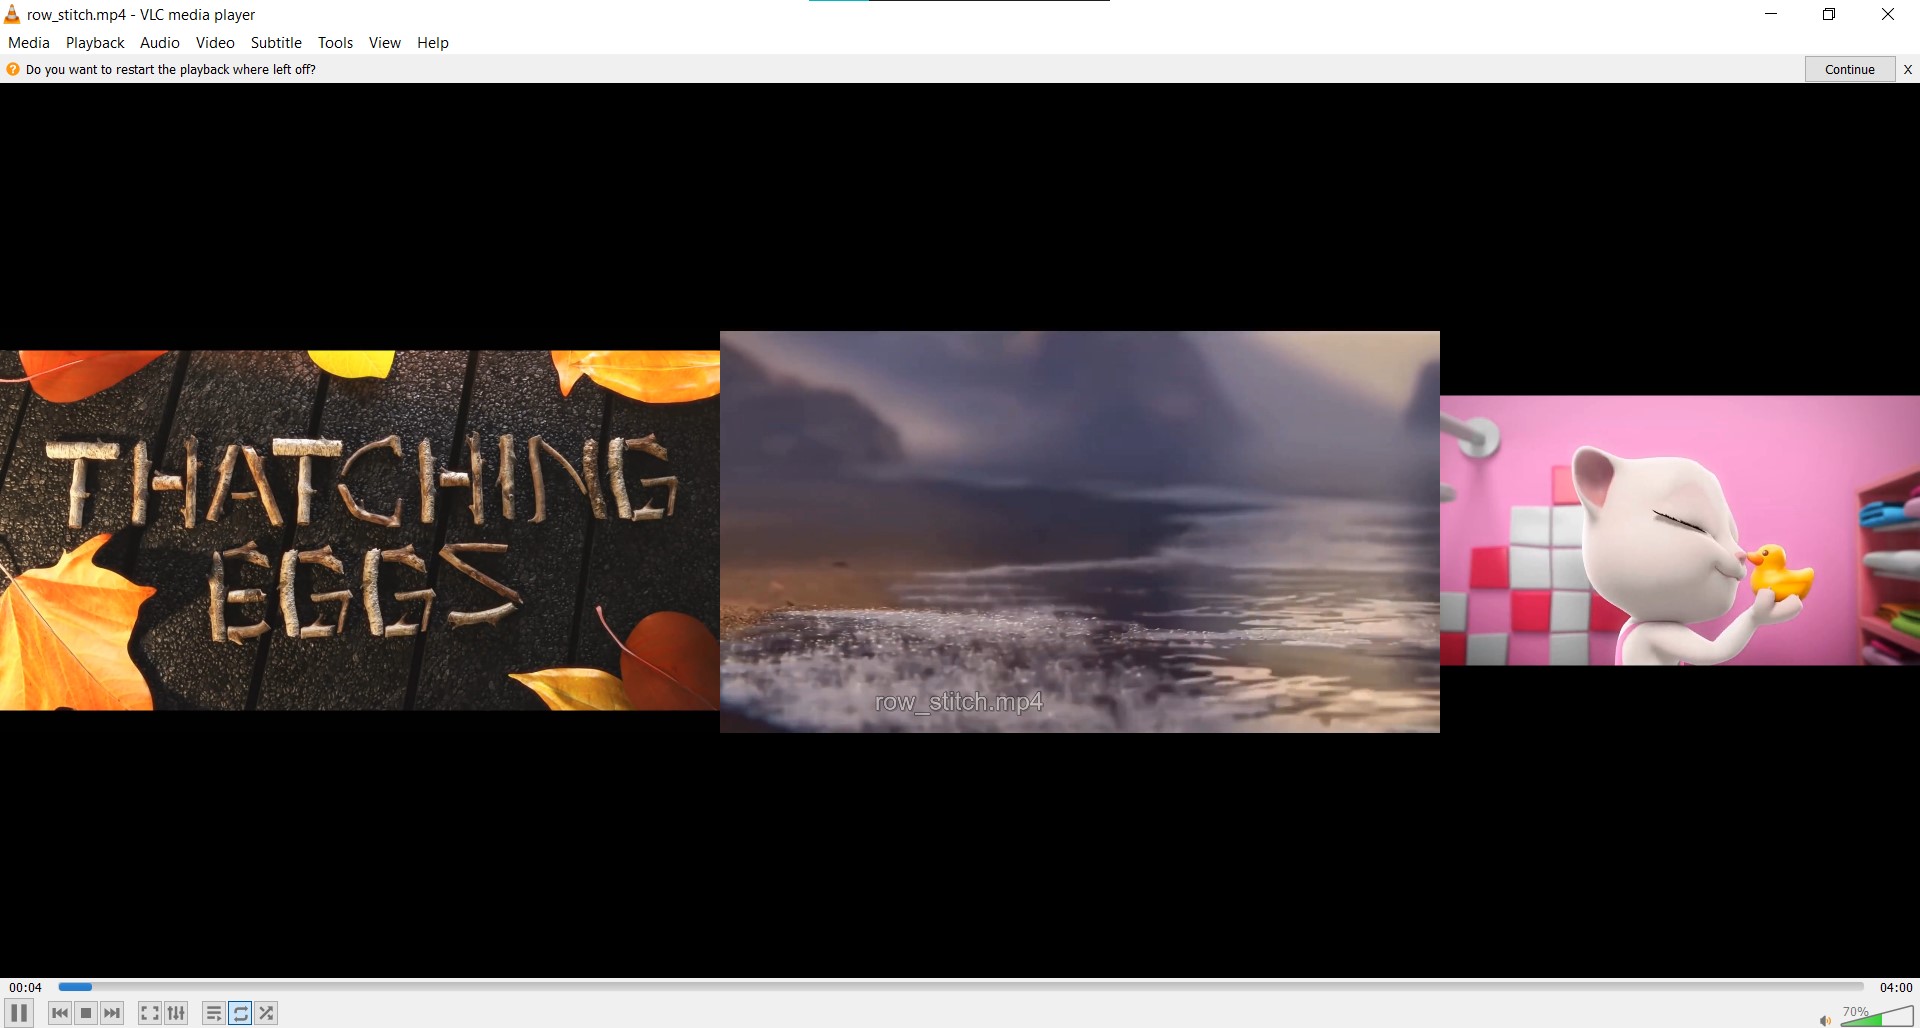 row_stitch.mp4 - VLC media player
Media Playback Audio Video Subtitle Tools View Help
Do you want to restart the playback where left off?
Continue X
THATCHING
EGGS
row_stitch.mp4
00:04
04:00
70%